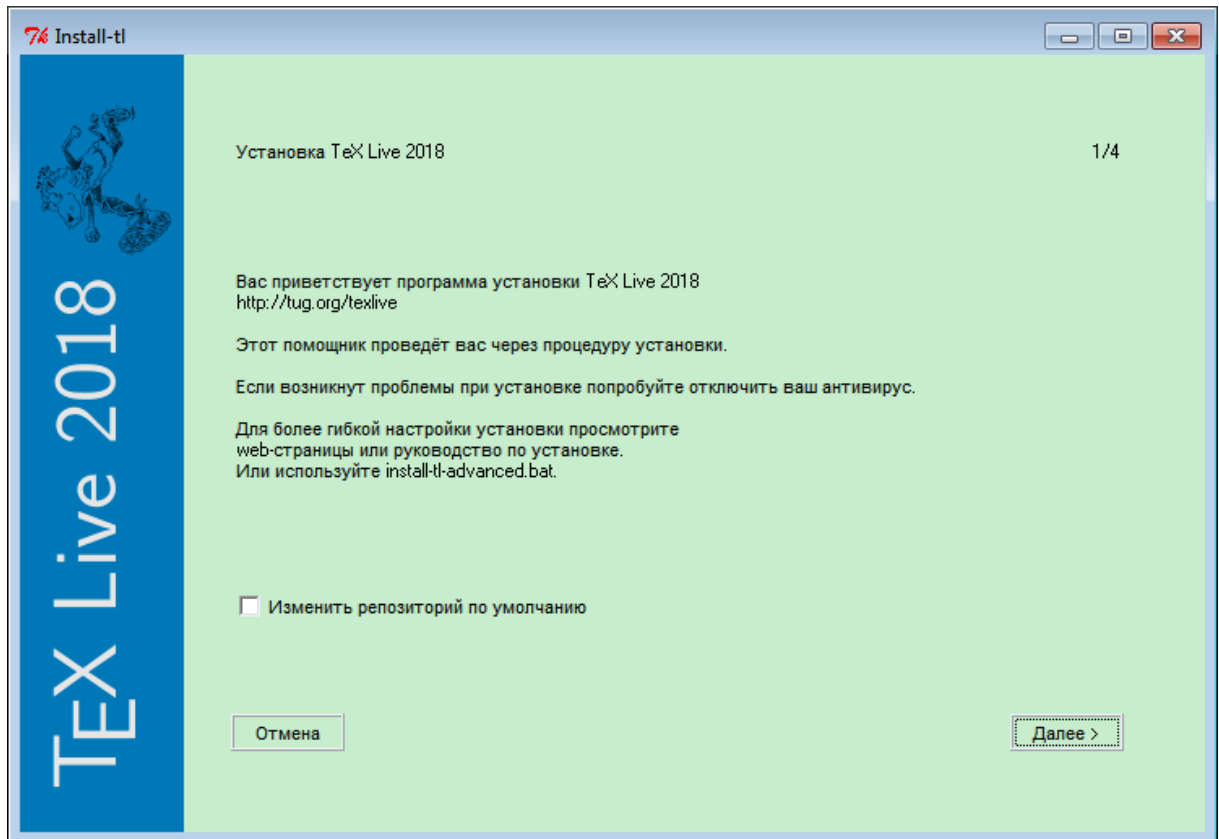 Install-tl
TEX Live 2018
Установка TeX Live 2018
1/4
Вас приветствует программа установки TeX Live 2018
http://tug.org/texlive
Этот помощник проведёт вас через процедуру установки.
Если возникнут проблемы при установке попробуйте отключить ваш антивирус.
Для более гибкой настройки установки просмотрите
web-страницы или руководство по установке.
Или используйте install-tl-advanced.bat.
Изменить репозиторий по умолчанию
Отмена
Далее >